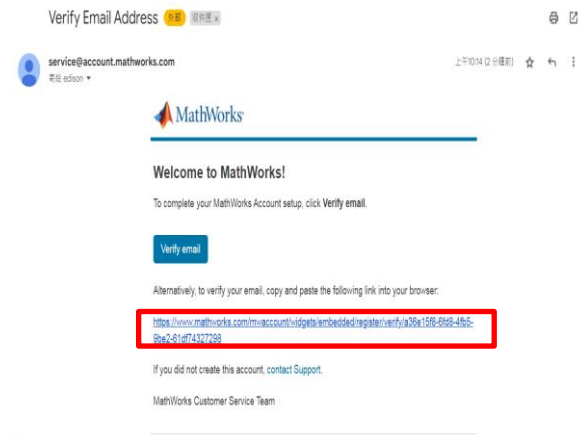 Verify Email Address 外部 收件匣 x
service@account.mathworks.com 上午10:14 (2 分鐘前)
寄給 edison
MathWorks
Welcome to MathWorks!
To complete your MathWorks Account setup, click Verify email.
Verify email
Alternatively, to verify your email, copy and paste the following link into your browser:
https://www.mathworks.com/mwaccount/widgets/embedded/register/verify/a36e15f8-6fd8-4fb5-
9be2-61df74327298
If you did not create this account, contact Support.
MathWorks Customer Service Team